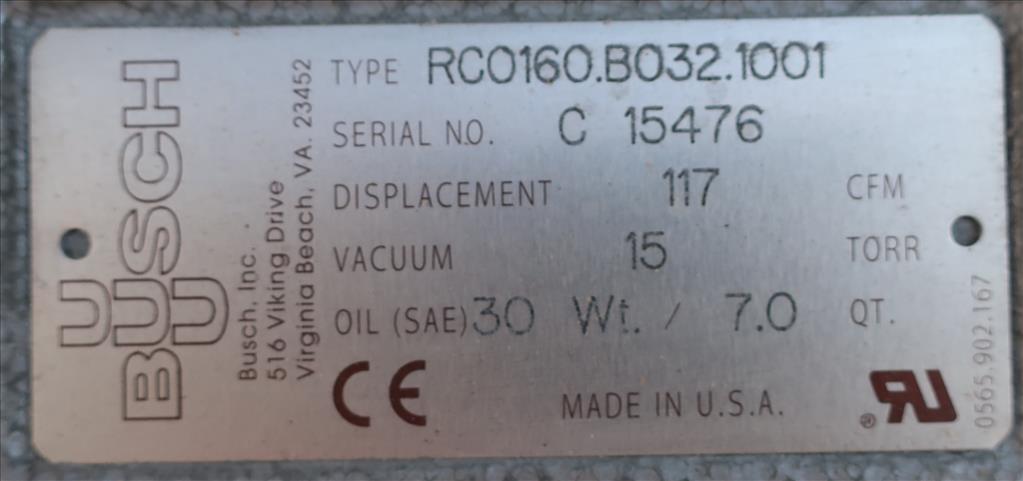 BUSCH
Busch, Inc.
516 Viking Drive
Virginia Beach, VA. 23452
TYPE RC0160.B032.1001
SERIAL N.O. C 15476
DISPLACEMENT 117 CFM
VACUUM 15 TORR
OIL (SAE) 30 Wt. / 7.0 QT.
CE MADE IN U.S.A. RU ®
0565.902.167